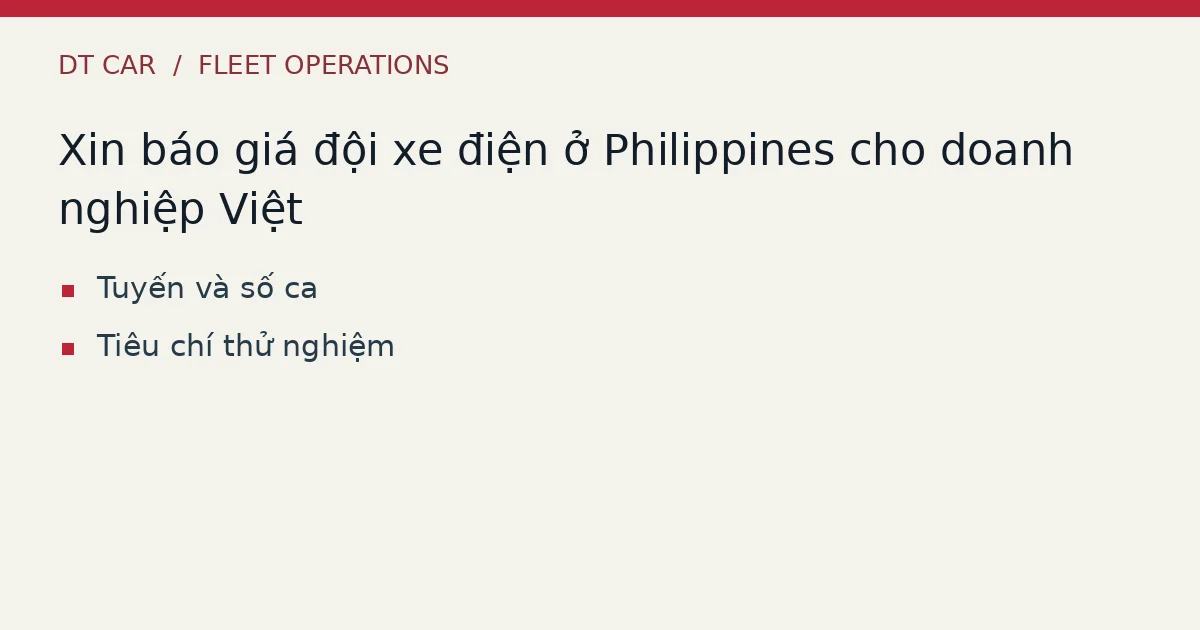 DT CAR / FLEET OPERATIONS
Xin báo giá đội xe điện ở Philippines cho doanh
nghiệp Việt
Tuyến và số ca
Tiêu chí thử nghiệm